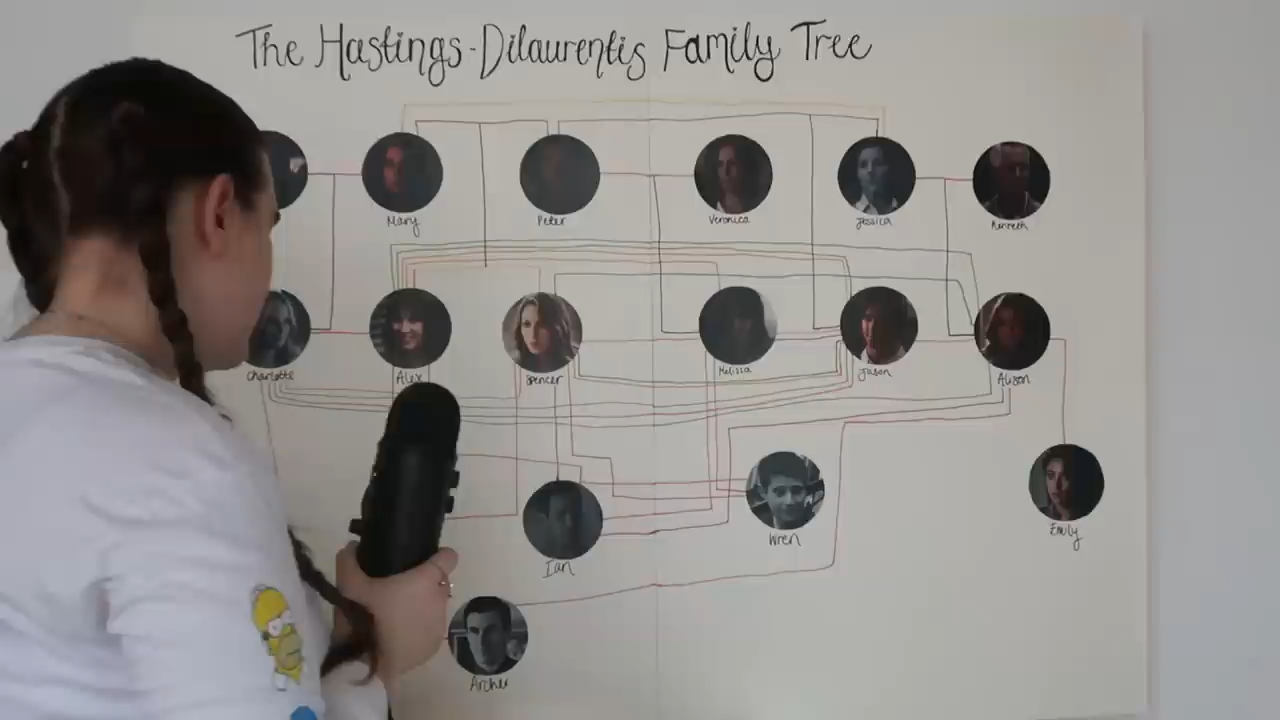 The Hastings-Dilaurentis Family Tree
Mary
Peter
Veronica
Jessica
Kenneth
Charlotte
Alex
Spencer
Melissa
Jason
Alison
Ian
Wren
Emily
Archer